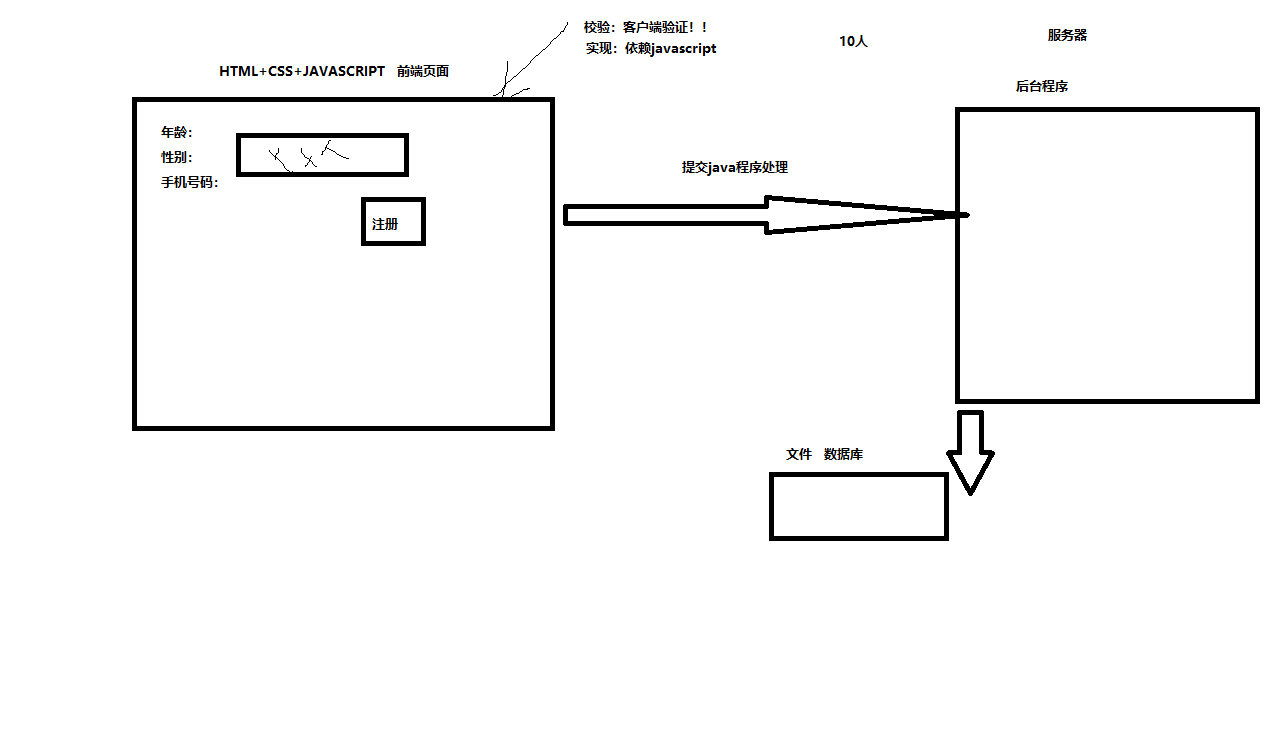 校验：客户端验证！！
实现：依赖javascript
10人
服务器
HTML+CSS+JAVASCRIPT 前端页面
后台程序
年龄：
性别：
手机号码：
注册
提交java程序处理
文件 数据库